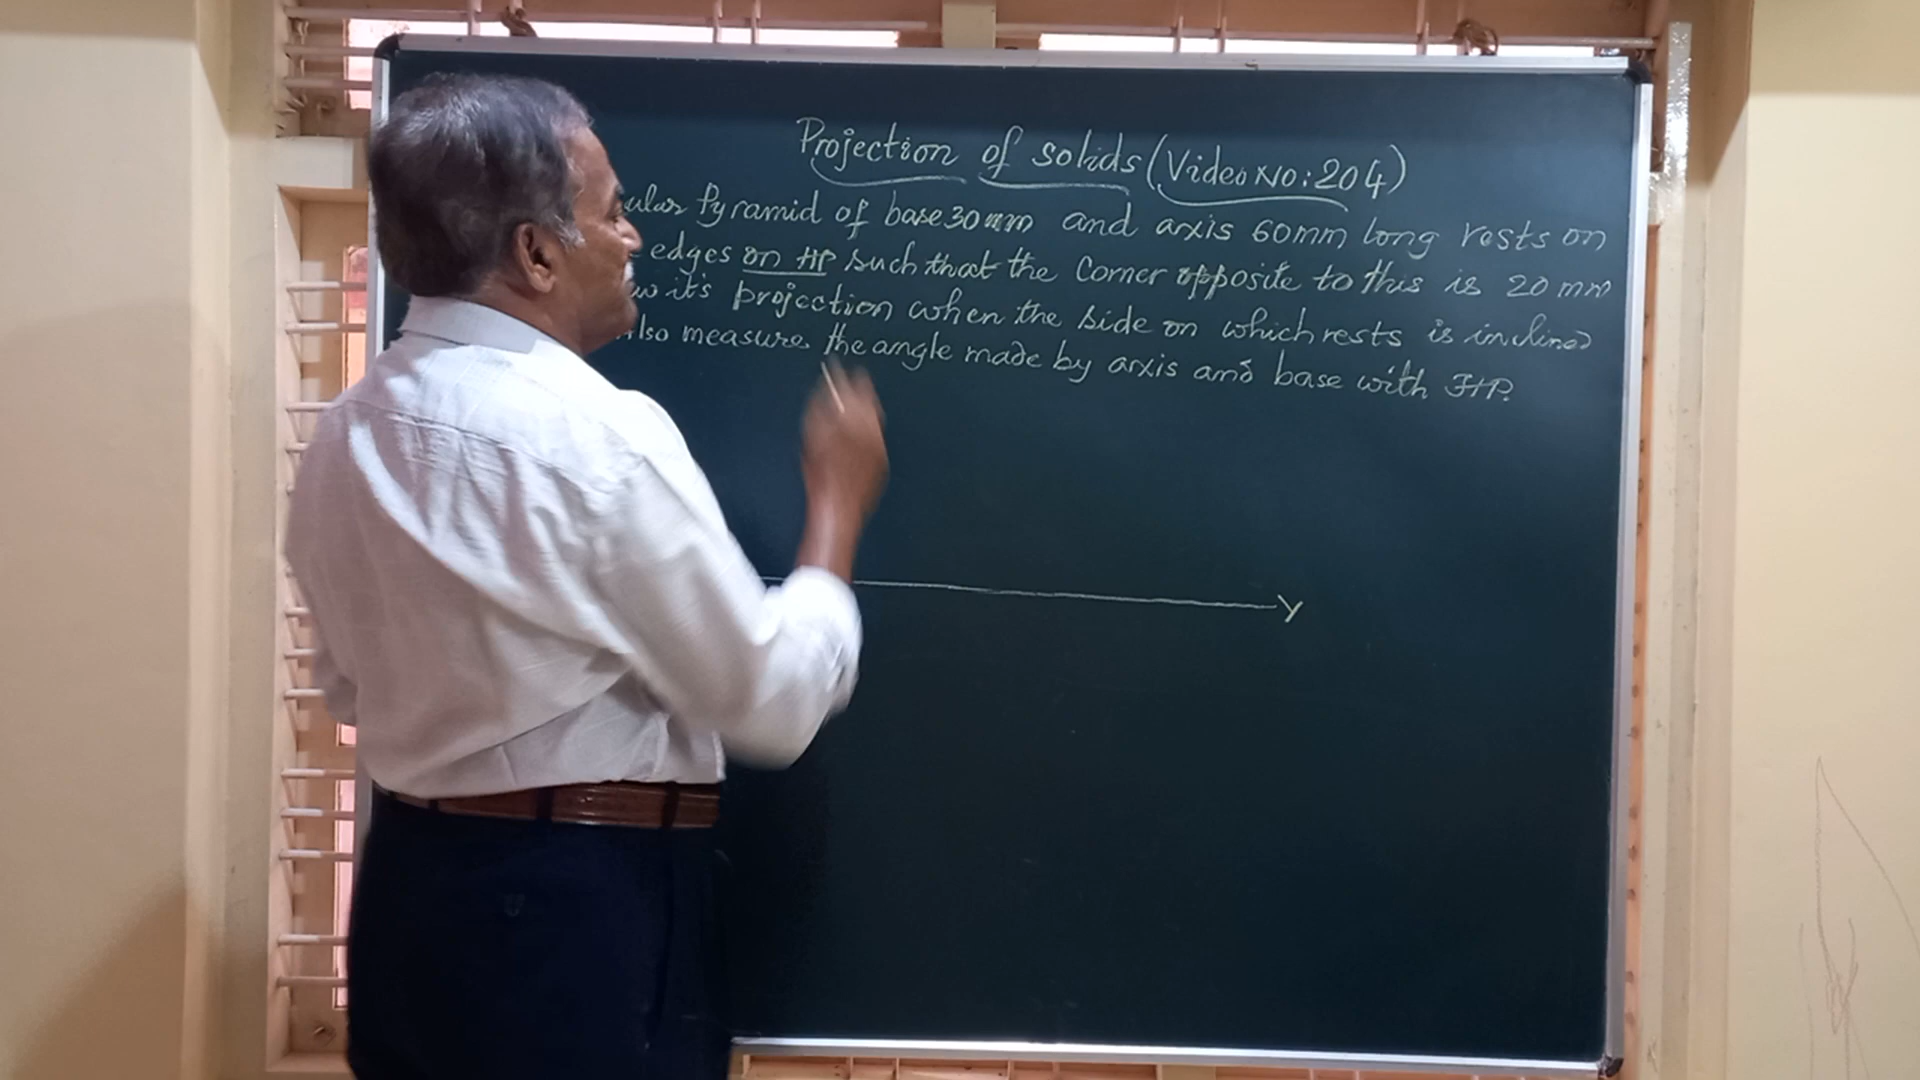 Projection of solids (Video No: 204)
ular Pyramid of base 30mm and axis 60mm long rests on
edges on HP such that the Corner opposite to this is 20 mm
w it's projection when the side on which rests is inclined
lso measure the angle made by axis and base with HP.
Y